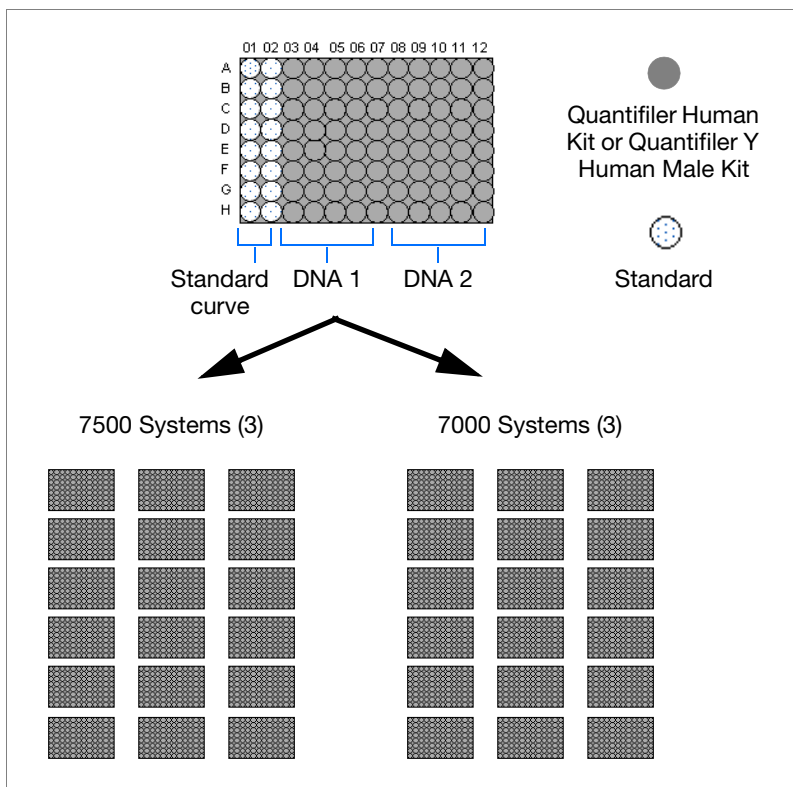 01 02 03 04 05 06 07 08 09 10 11 12
A
B
C
D
E
F
G
H
Quantifiler Human
Kit or Quantifiler Y
Human Male Kit
Standard
curve
DNA 1
DNA 2
Standard
7500 Systems (3)
7000 Systems (3)